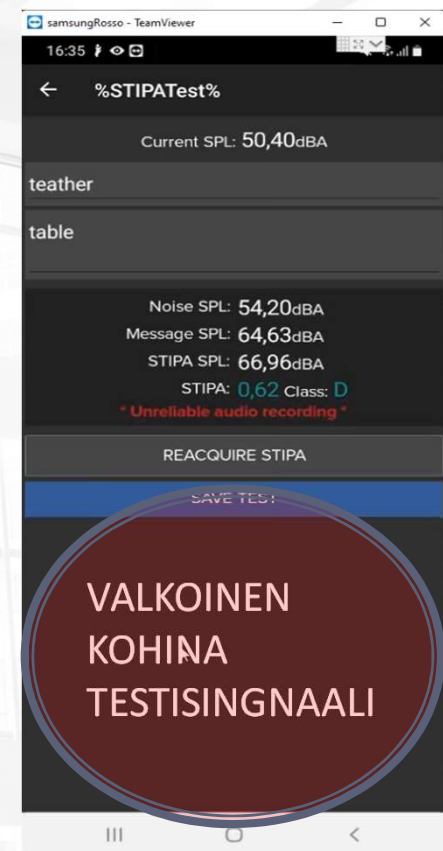 samsungRosso - TeamViewer
16:35
%STIPATest%
Current SPL: 50,40dBA
teather
table
Noise SPL: 54,20dBA
Message SPL: 64,63dBA
STIPA SPL: 66,96dBA
STIPA: 0,62 Class: D
* Unreliable audio recording *
REACQUIRE STIPA
SAVE TEST
VALKOINEN
KOHINA
TESTISINGNAALI